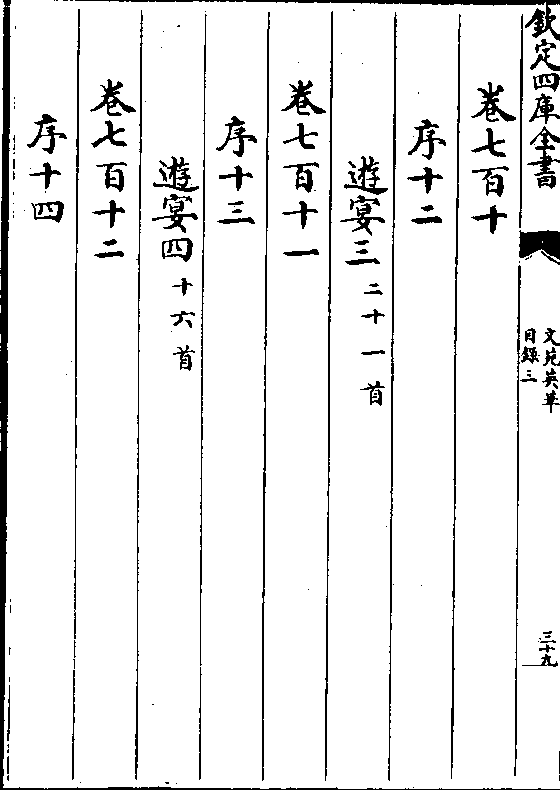 欽定四庫全書
文苑英華
目錄三
三十九
卷七百十
序十二
遊宴三二十一首
卷七百十一
序十三
遊宴四十六首
卷七百十二
序十四